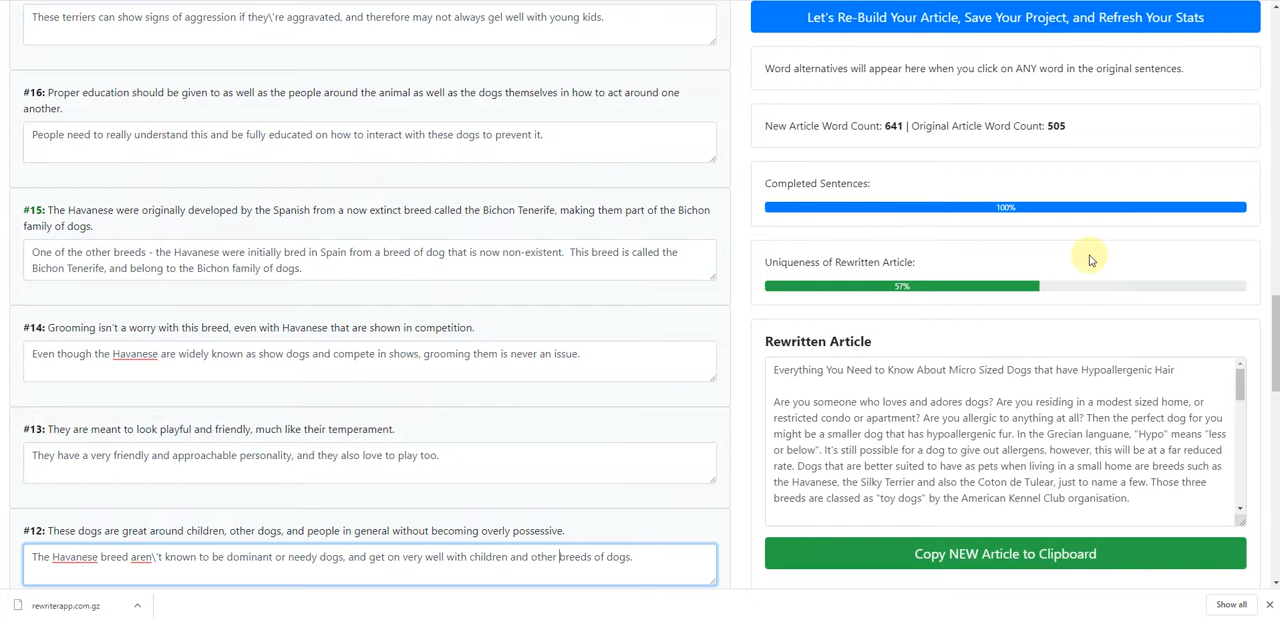 These terriers can show signs of aggression if they\'re aggravated, and therefore may not always gel well with young kids.
#16: Proper education should be given to as well as the people around the animal as well as the dogs themselves in how to act around one
another.
People need to really understand this and be fully educated on how to interact with these dogs to prevent it.
#15: The Havanese were originally developed by the Spanish from a now extinct breed called the Bichon Tenerife, making them part of the Bichon
family of dogs.
One of the other breeds - the Havanese were initially bred in Spain from a breed of dog that is now non-existent.  This breed is called the
Bichon Tenerife, and belong to the Bichon family of dogs.
#14: Grooming isn't a worry with this breed, even with Havanese that are shown in competition.
Even though the Havanese are widely known as show dogs and compete in shows, grooming them is never an issue.
#13: They are meant to look playful and friendly, much like their temperament.
They have a very friendly and approachable personality, and they also love to play too.
#12: These dogs are great around children, other dogs, and people in general without becoming overly possessive.
The Havanese breed aren\'t known to be dominant or needy dogs, and get on very well with children and other breeds of dogs.
Let's Re-Build Your Article, Save Your Project, and Refresh Your Stats
Word alternatives will appear here when you click on ANY word in the original sentences.
New Article Word Count: 641 | Original Article Word Count: 505
Completed Sentences:
100%
Uniqueness of Rewritten Article:
57%
Rewritten Article
Everything You Need to Know About Micro Sized Dogs that have Hypoallergenic Hair
Are you someone who loves and adores dogs? Are you residing in a modest sized home, or
restricted condo or apartment? Are you allergic to anything at all? Then the perfect dog for you
might be a smaller dog that has hypoallergenic fur. In the Grecian languane, "Hypo" means "less
or below". It's still possible for a dog to give out allergens, however, this will be at a far reduced
rate. Dogs that are better suited to have as pets when living in a small home are breeds such as
the Havanese, the Silky Terrier and also the Coton de Tulear, just to name a few. Those three
breeds are classed as "toy dogs" by the American Kennel Club organisation.
Copy NEW Article to Clipboard
rewriterapp.com.gz
Show all